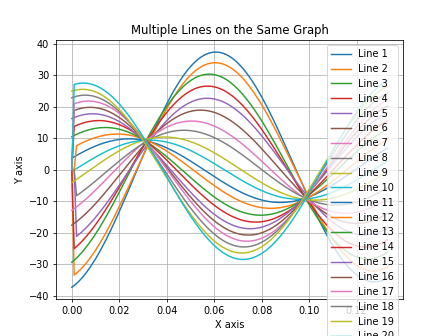 Multiple Lines on the Same Graph
Y axis
40
30
20
10
0
−10
−20
−30
−40
0.00
0.02
0.04
0.06
0.08
0.10
X axis
Line 1
Line 2
Line 3
Line 4
Line 5
Line 6
Line 7
Line 8
Line 9
Line 10
Line 11
Line 12
Line 13
Line 14
Line 15
Line 16
Line 17
Line 18
Line 19
Line 20